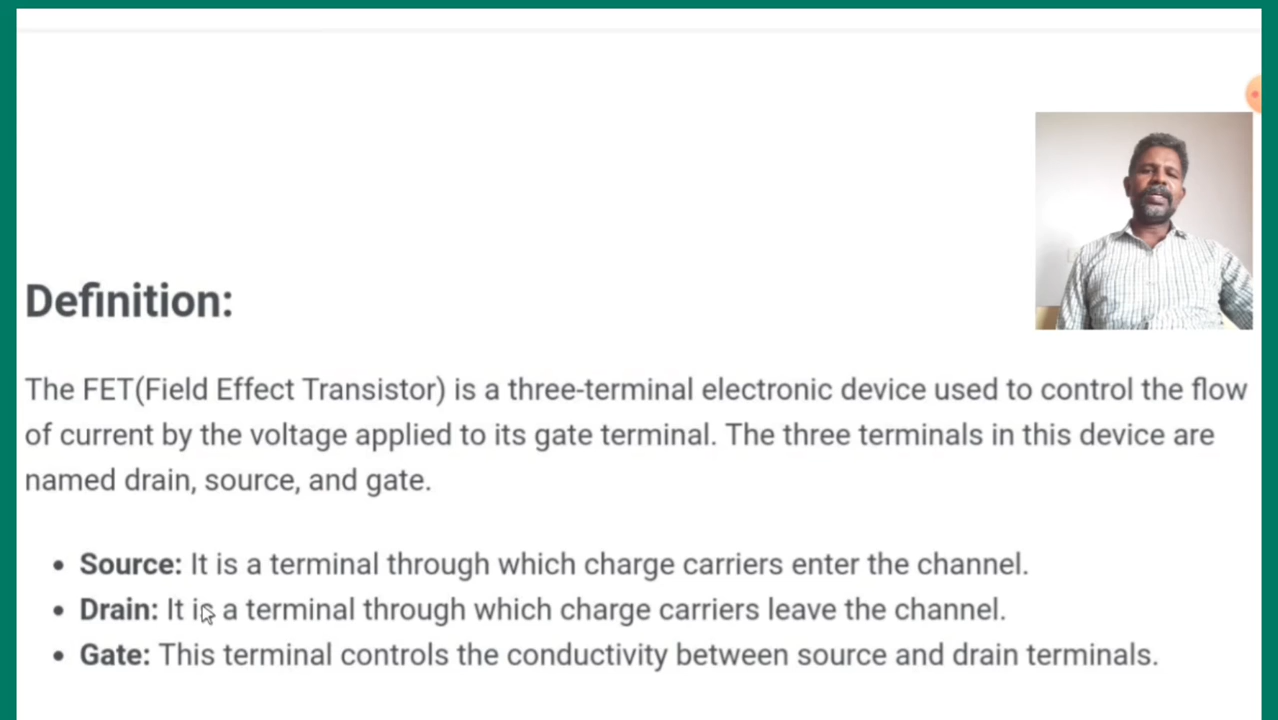 Definition:
The FET(Field Effect Transistor) is a three-terminal electronic device used to control the flow
of current by the voltage applied to its gate terminal. The three terminals in this device are
named drain, source, and gate.
• Source: It is a terminal through which charge carriers enter the channel.
• Drain: It is a terminal through which charge carriers leave the channel.
• Gate: This terminal controls the conductivity between source and drain terminals.